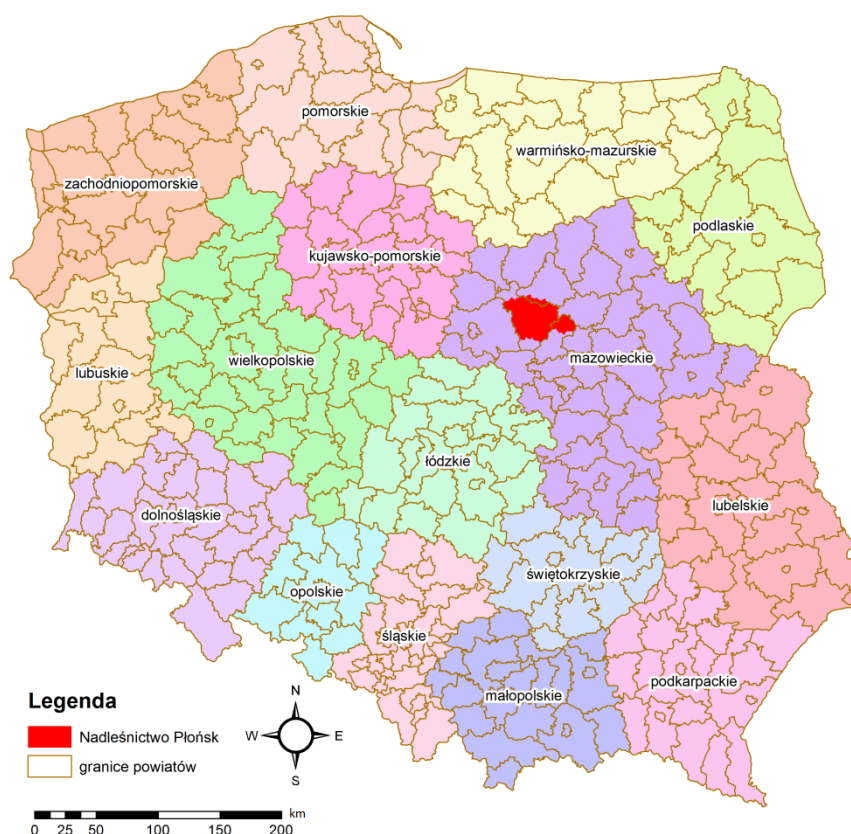 pomorskie
warmińsko-mazurskie
zachodniopomorskie
podlaskie
kujawsko-pomorskie
mazowieckie
wielkopolskie
lubuskie
łódzkie
lubelskie
dolnośląskie
świętokrzyskie
opolskie
śląskie
podkarpackie
małopolskie
Legenda
Nadleśnictwo Płońsk
granice powiatów
N
W E
S
km
0 25 50 100 150 200